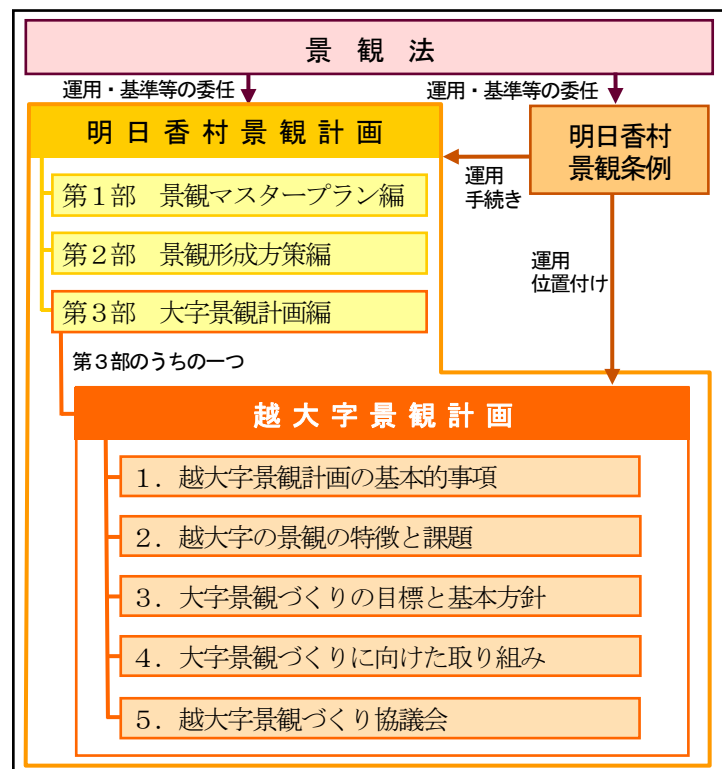 景観法
運用・基準等の委任
運用・基準等の委任
明日香村景観計画
明日香村
景観条例
運用
手続き
第１部　景観マスタープラン編
第２部　景観形成方策編
運用
位置付け
第３部　大字景観計画編
第３部のうちの一つ
越大字景観計画
１．越大字景観計画の基本的事項
２．越大字の景観の特徴と課題
３．大字景観づくりの目標と基本方針
４．大字景観づくりに向けた取り組み
５．越大字景観づくり協議会